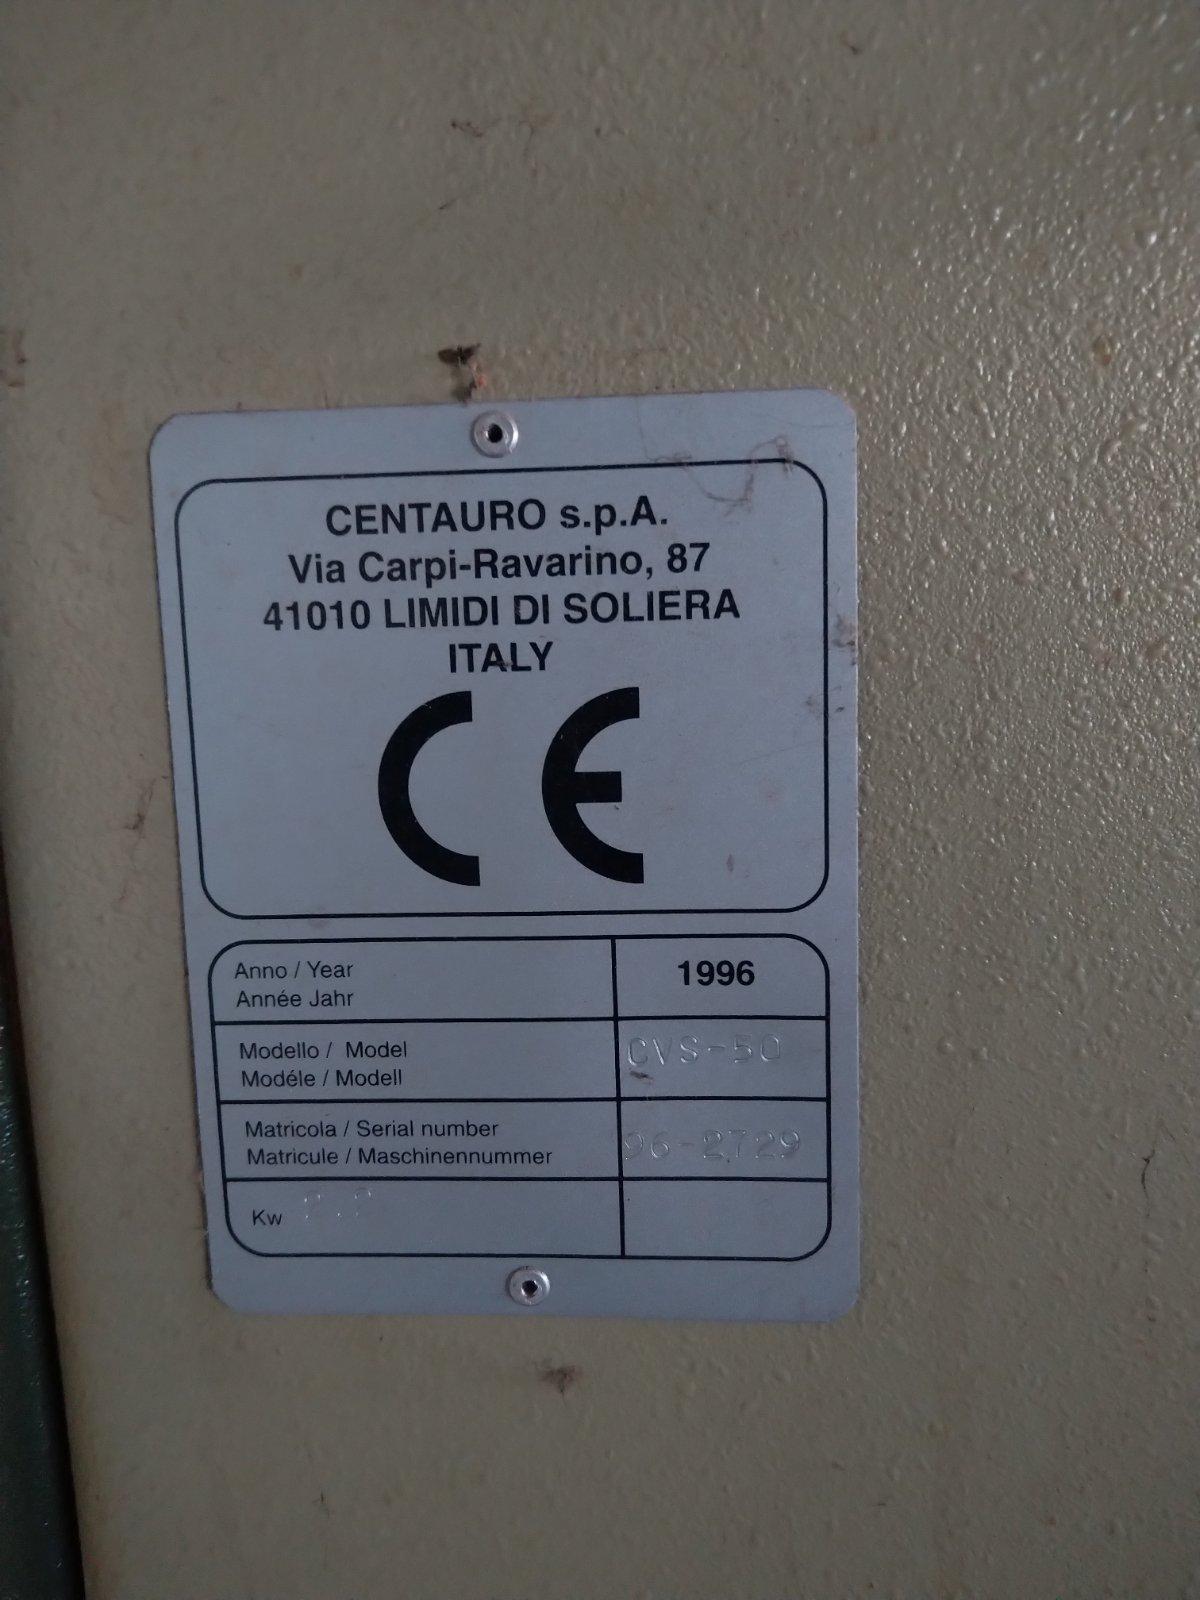 CENTAURO s.p.A.
Via Carpi-Ravarino, 87
41010 LIMIDI DI SOLIERA
ITALY
CE
Anno / Year
Année Jahr
1996
Modello / Model
Modéle / Modell
CVS-50
Matricola / Serial number
Matricule / Maschinennummer
96-2729
Kw